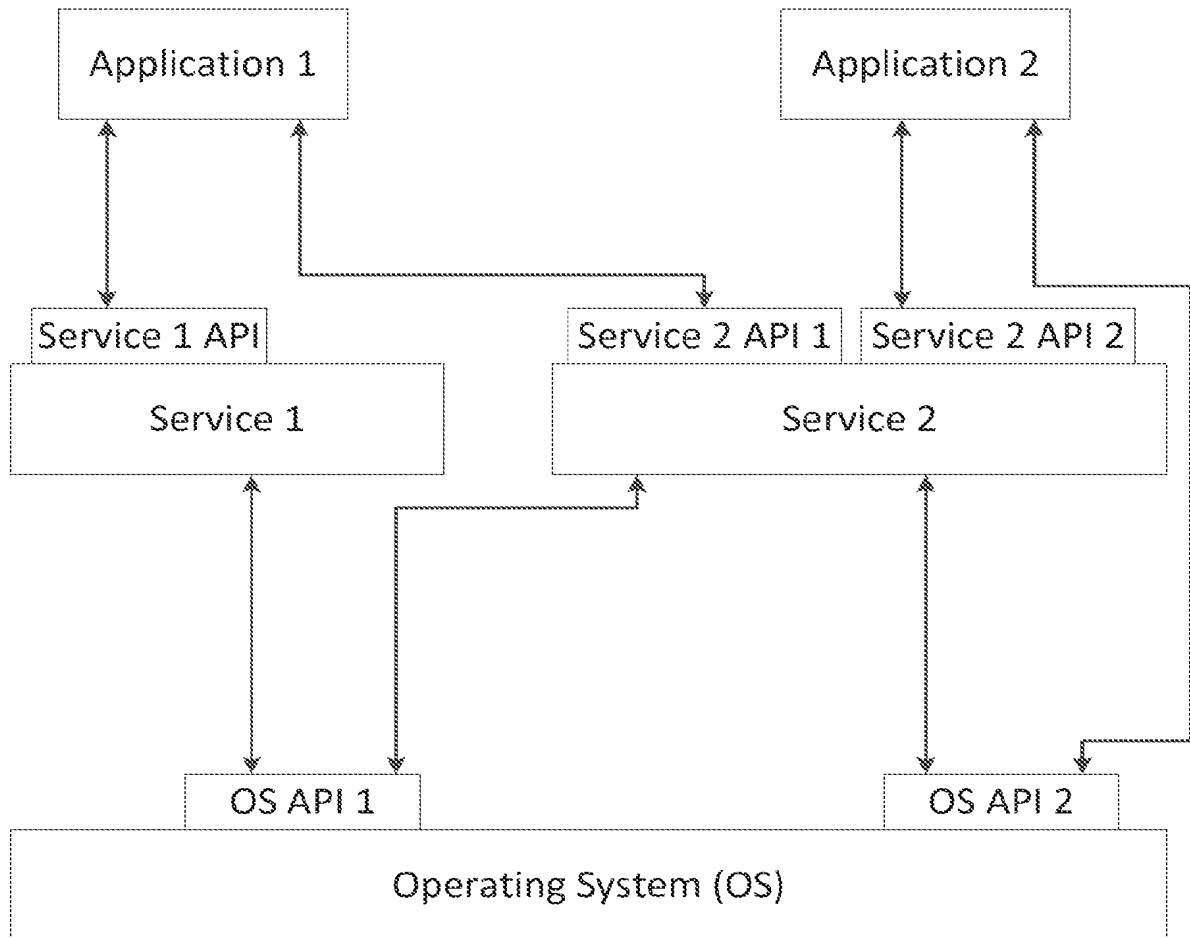 Application 1
Application 2
Service 1 API
Service 2 API 1
Service 2 API 2
Service 1
Service 2
OS API 1
OS API 2
Operating System (OS)